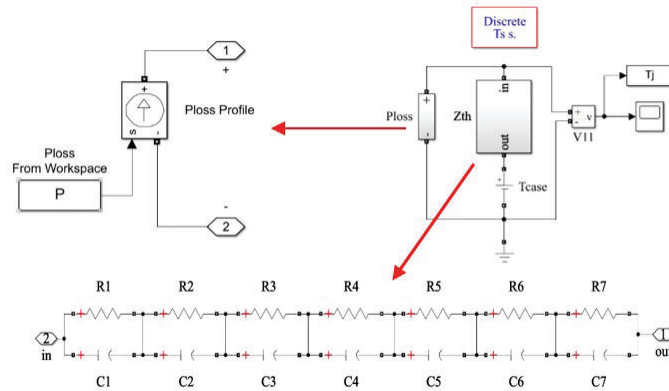 Discrete
Ts s.
1
+
+
s
-
Ploss Profile
Ploss
From Workspace
P
-
2
Ploss
+
-
in
Zth
out
+
Tcase
+
-
v
V11
Tj
R1 R2 R3 R4 R5 R6 R7
+ + + + + + +
2
in
1
out
+ + + + + + +
C1 C2 C3 C4 C5 C6 C7